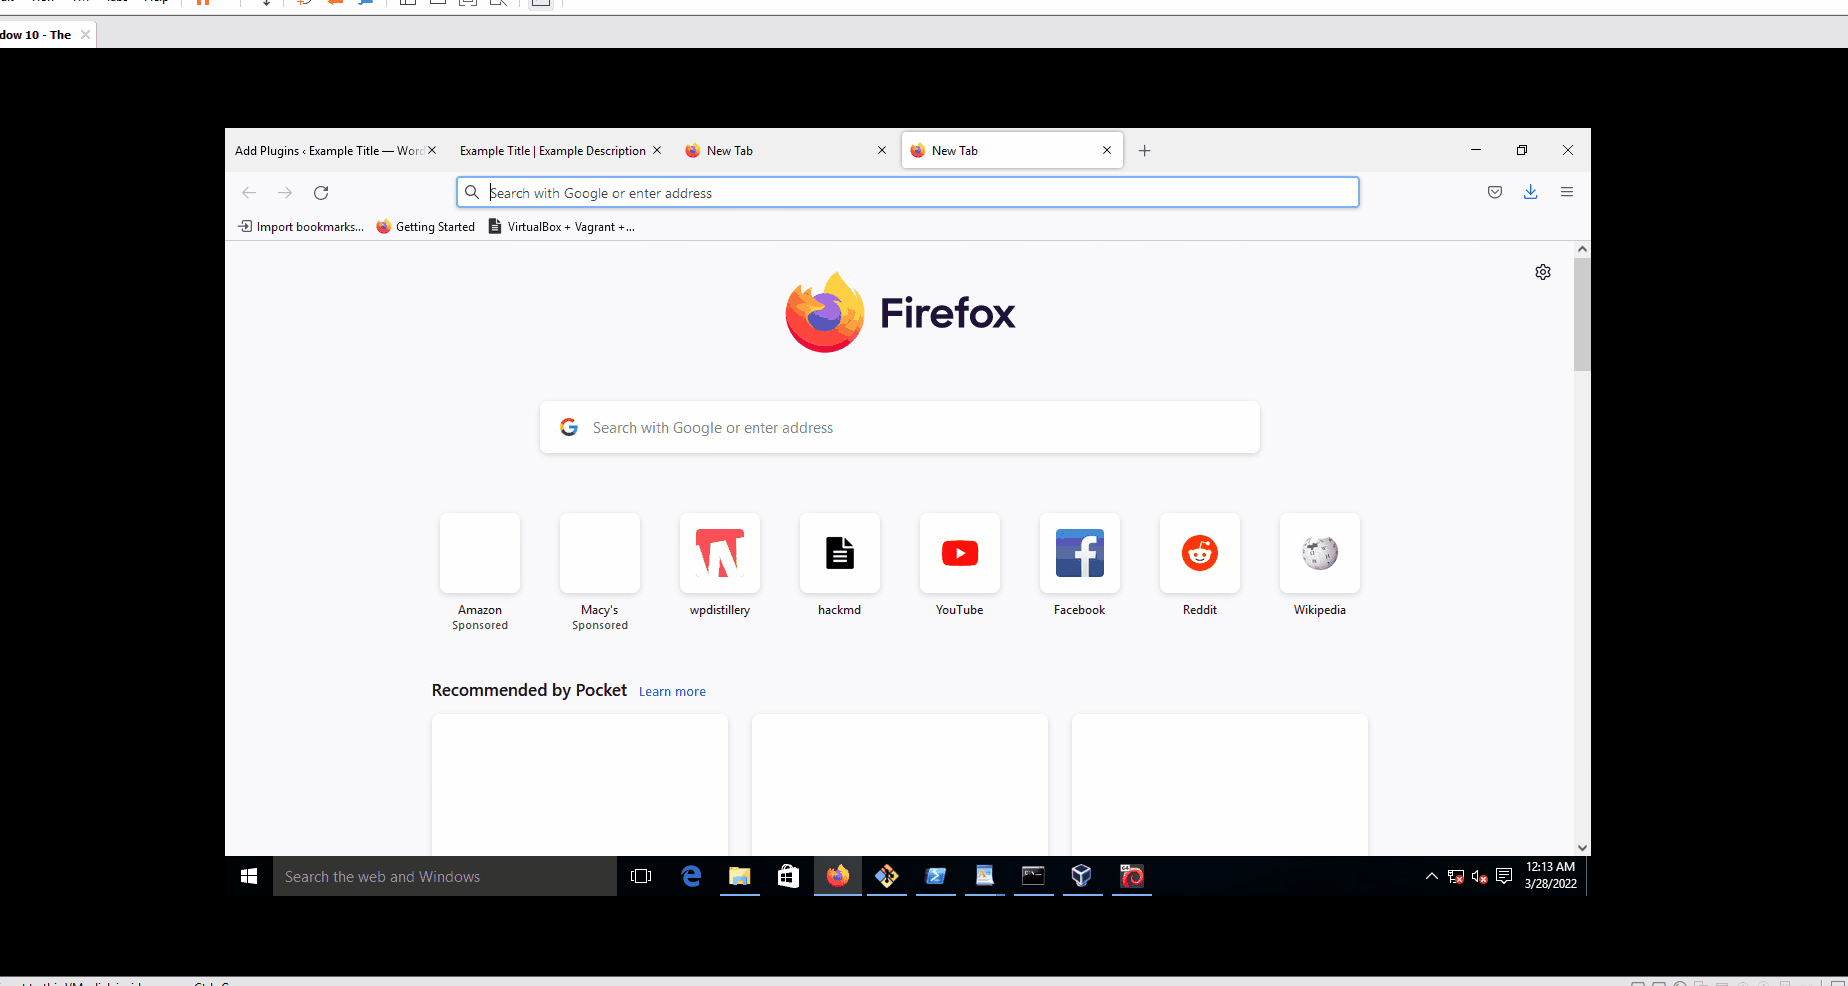 dow 10 - The
Add Plugins ‹ Example Title — Word
Example Title | Example Description
New Tab
New Tab
Search with Google or enter address
Import bookmarks...
Getting Started
VirtualBox + Vagrant +...
Firefox
Search with Google or enter address
Amazon
Sponsored
Macy's
Sponsored
wpdistillery
hackmd
YouTube
Facebook
Reddit
Wikipedia
Recommended by Pocket
Learn more
Search the web and Windows
12:13 AM
3/28/2022